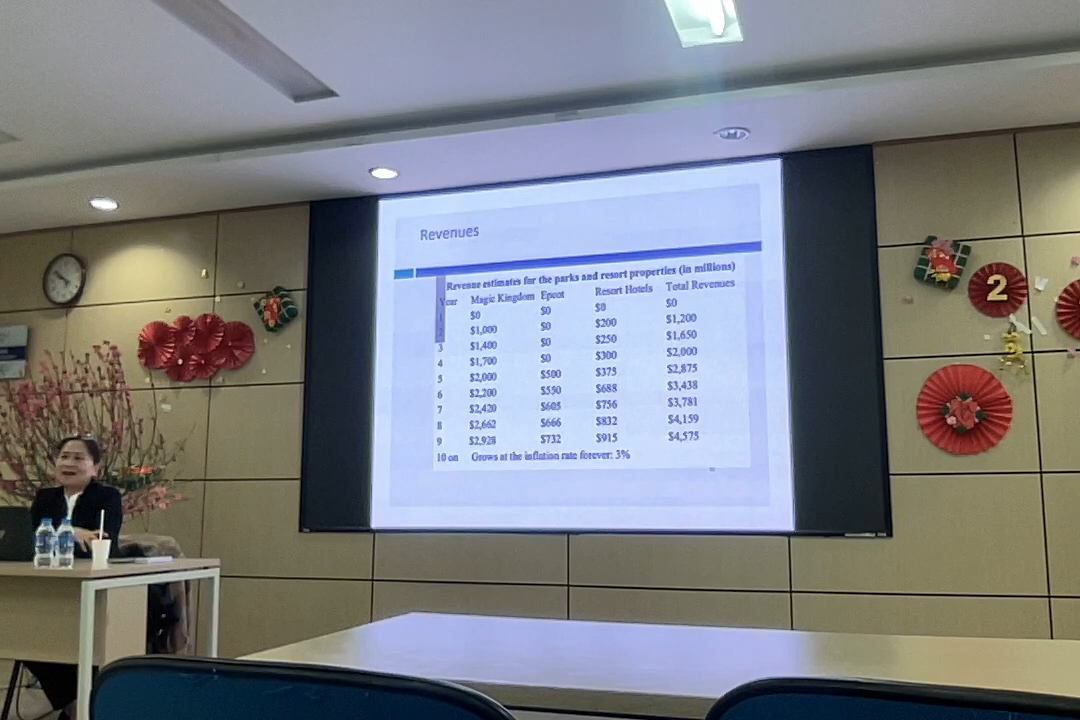 Revenues
Revenue estimates for the parks and resort properties (in millions)
Year Magic Kingdom Epcot Resort Hotels Total Revenues
1 $0 $0 $0 $0
2 $1,000 $0 $200 $1,200
3 $1,400 $0 $250 $1,650
4 $1,700 $0 $300 $2,000
5 $2,000 $500 $375 $2,875
6 $2,200 $550 $688 $3,438
7 $2,420 $605 $756 $3,781
8 $2,662 $666 $832 $4,159
9 $2,928 $732 $915 $4,575
10 on Grows at the inflation rate forever: 3%
2